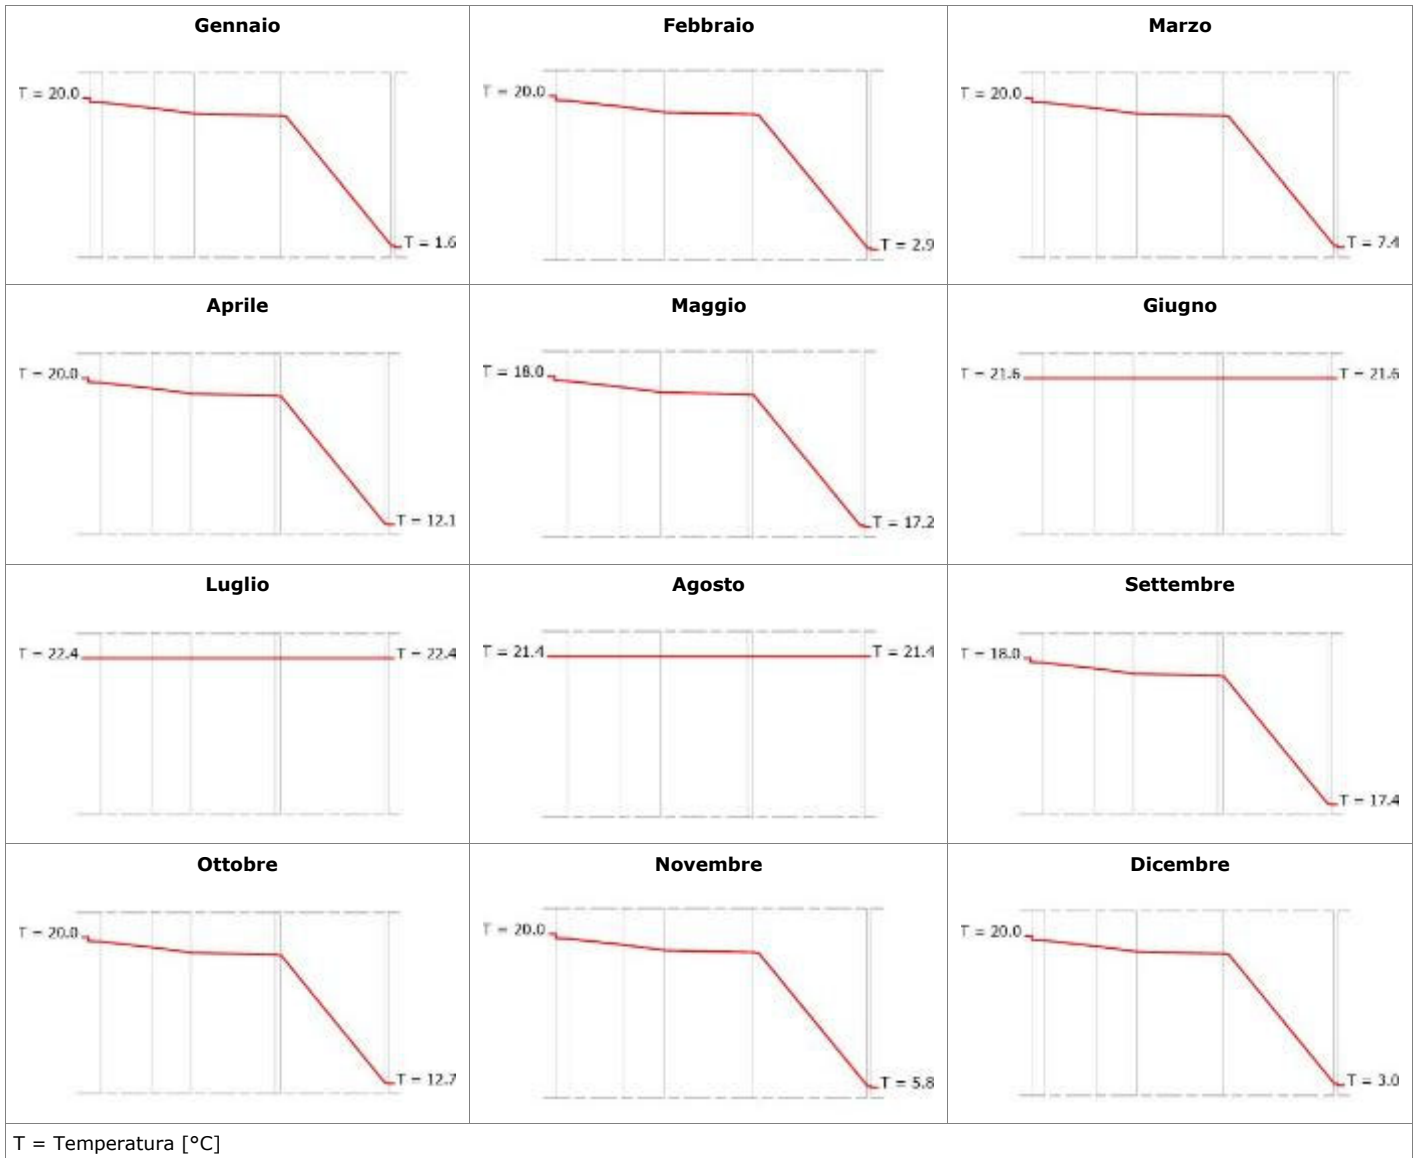 Gennaio
Febbraio
Marzo
T = 20.0
T = 1.6
T = 20.0
T = 2.9
T = 20.0
T = 7.4
Aprile
Maggio
Giugno
T = 20.0
T = 12.1
T = 18.0
T = 17.2
T = 21.6
T = 21.6
Luglio
Agosto
Settembre
T = 22.4
T = 22.4
T = 21.4
T = 21.4
T = 18.0
T = 17.4
Ottobre
Novembre
Dicembre
T = 20.0
T = 12.7
T = 20.0
T = 5.8
T = 20.0
T = 3.0
T = Temperatura [°C]